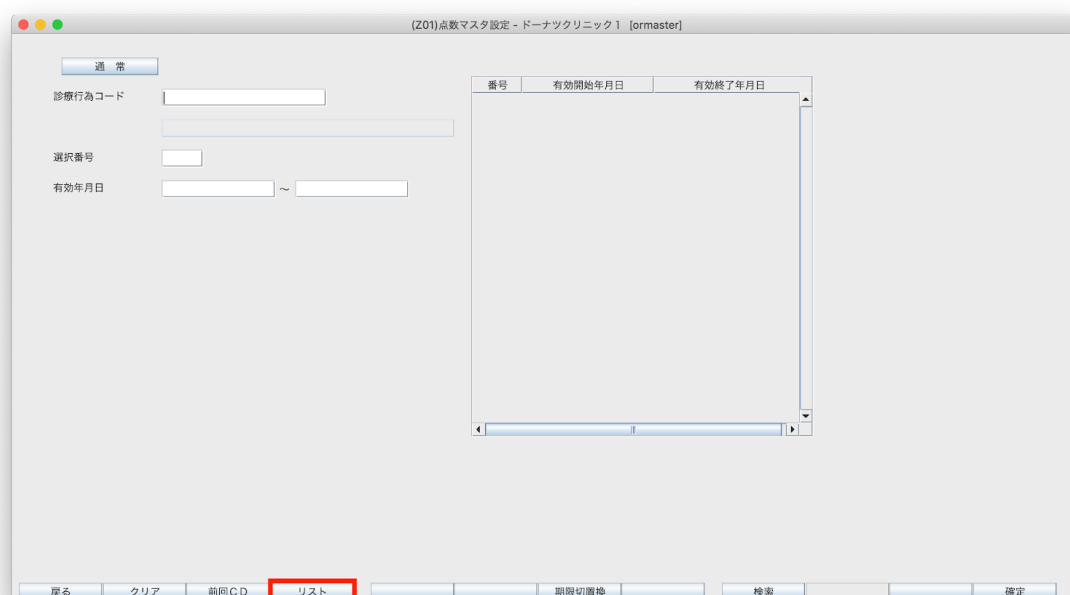 (Z01)点数マスタ設定 - ドーナツクリニック１ [ormaster]
通　常
診療行為コード
選択番号
有効年月日 ～
番号 有効開始年月日 有効終了年月日
戻る クリア 前回ＣＤ リスト 期限切置換 検索 確定